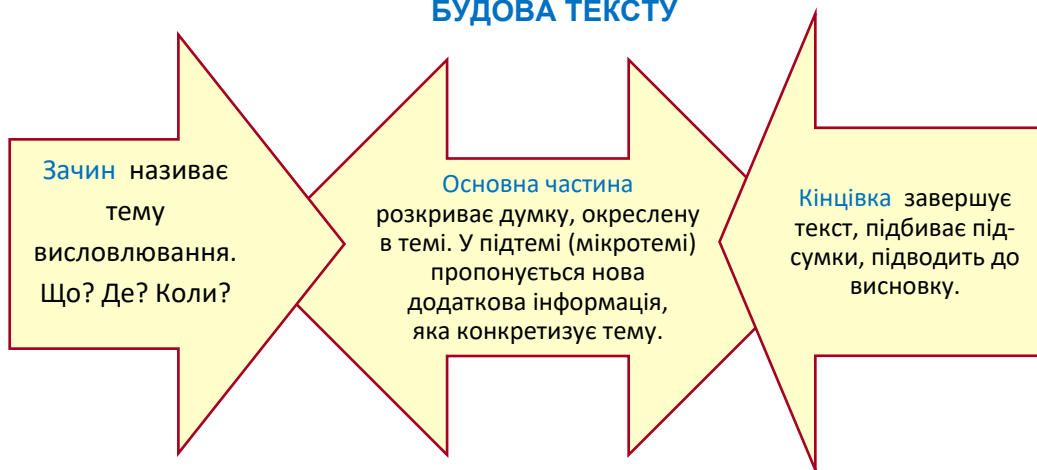 БУДОВА ТЕКСТУ
Зачин називає
тему
висловлювання.
Що? Де? Коли?
Основна частина
розкриває думку, окреслену
в темі. У підтемі (мікротемі)
пропонується нова
додаткова інформація,
яка конкретизує тему.
Кінцівка завершує
текст, підбиває під-
сумки, підводить до
висновку.